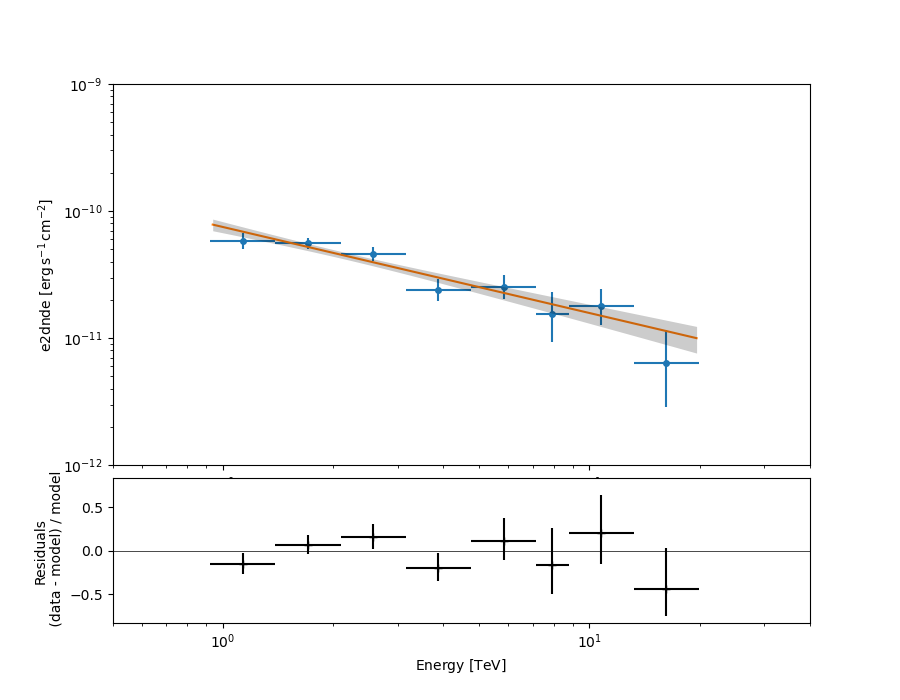 10⁻⁹
10⁻¹⁰
10⁻¹¹
10⁻¹²
e2dnde [erg s⁻¹ cm⁻²]
0.5
0.0
−0.5
Residuals
(data - model) / model
10⁰
10¹
Energy [TeV]